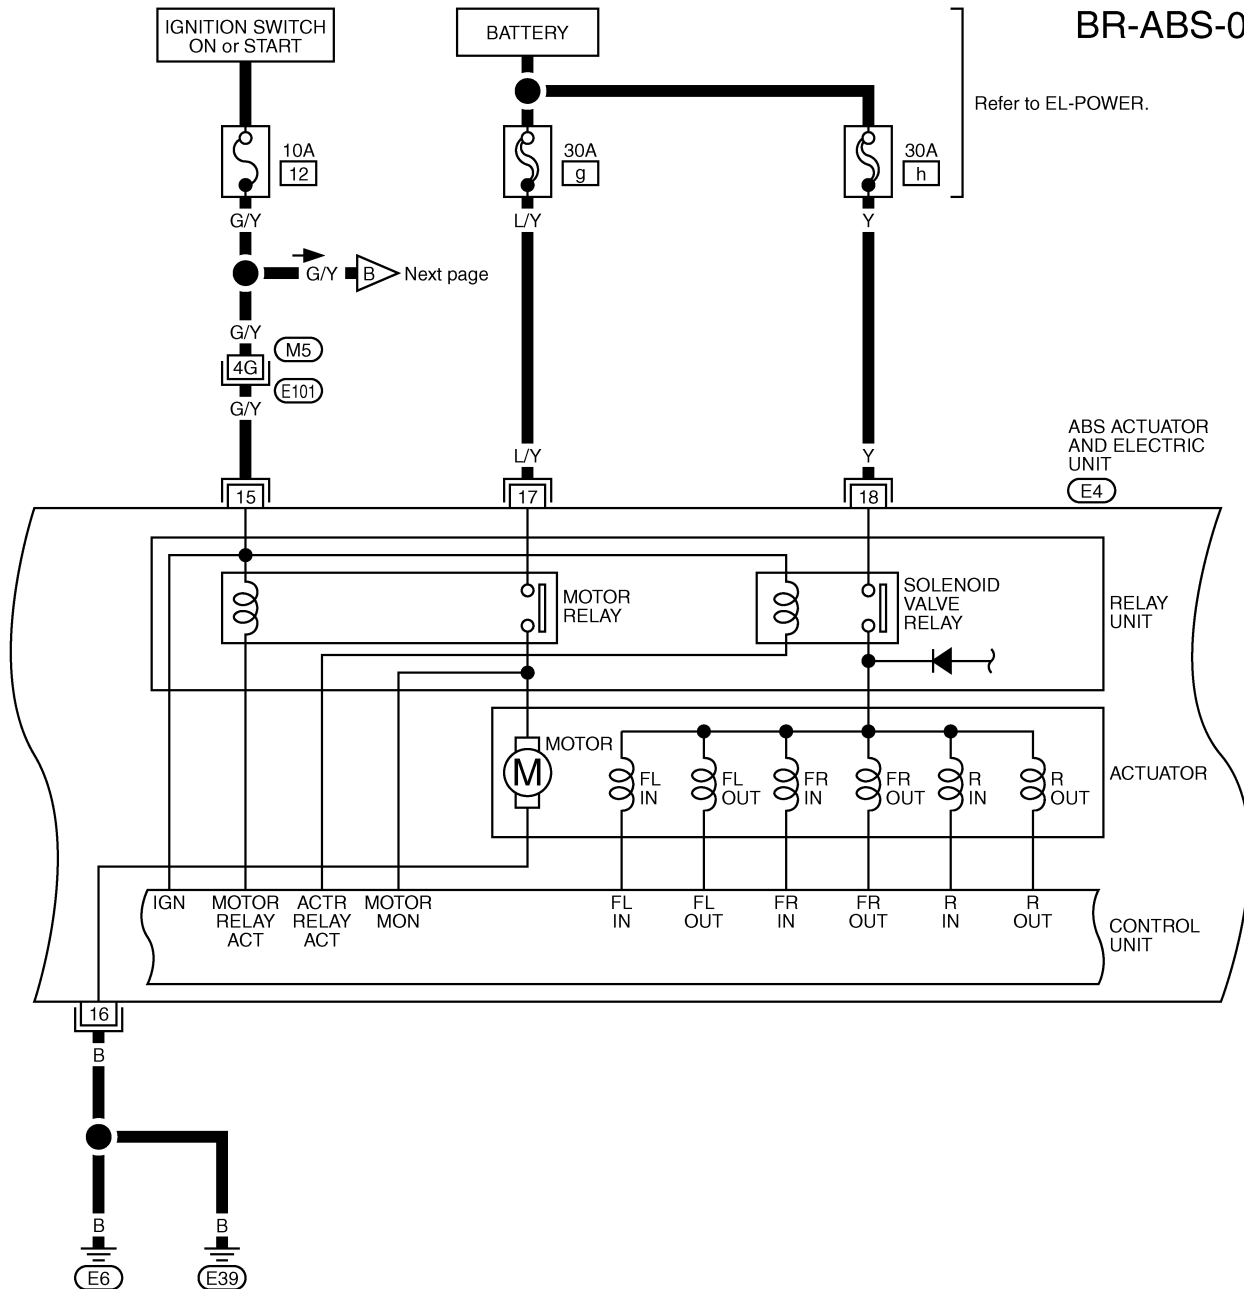 BR-ABS-0
IGNITION SWITCH
ON or START
BATTERY
Refer to EL-POWER.
10A
12
30A
g
30A
h
G/Y
L/Y
Y
G/Y
B
Next page
G/Y
M5
4G
E101
G/Y
L/Y
Y
ABS ACTUATOR
AND ELECTRIC
UNIT
E4
15
17
18
MOTOR
RELAY
SOLENOID
VALVE
RELAY
RELAY
UNIT
MOTOR
M
FL
IN
FL
OUT
FR
IN
FR
OUT
R
IN
R
OUT
ACTUATOR
IGN
MOTOR
RELAY
ACT
ACTR
RELAY
ACT
MOTOR
MON
FL
IN
FL
OUT
FR
IN
FR
OUT
R
IN
R
OUT
CONTROL
UNIT
16
B
B
B
E6
E39